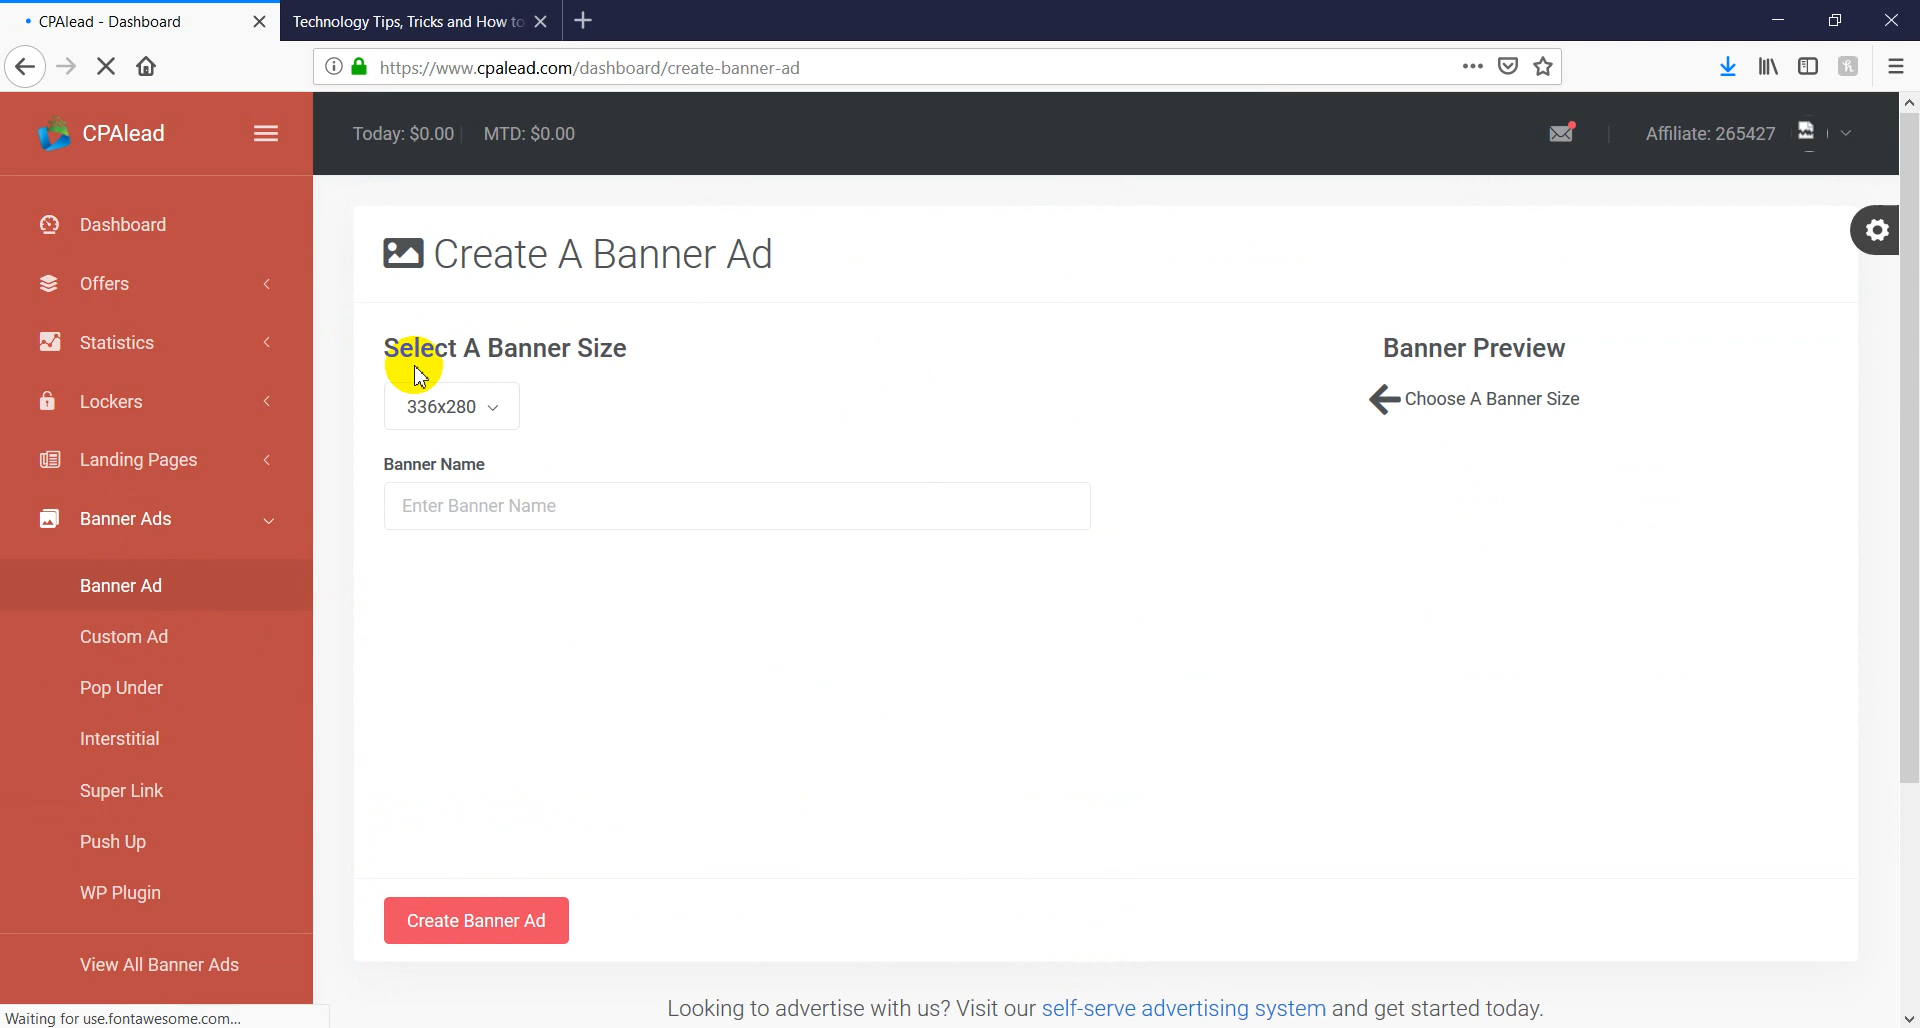 CPAlead - Dashboard
Technology Tips, Tricks and How to
https://www.cpalead.com/dashboard/create-banner-ad
CPAlead
Today: $0.00
MTD: $0.00
Affiliate: 265427
Dashboard
Offers
Statistics
Lockers
Landing Pages
Banner Ads
Banner Ad
Custom Ad
Pop Under
Interstitial
Super Link
Push Up
WP Plugin
View All Banner Ads
Create A Banner Ad
Select A Banner Size
336x280
Banner Name
Enter Banner Name
Banner Preview
Choose A Banner Size
Create Banner Ad
Looking to advertise with us? Visit our self-serve advertising system and get started today.
Waiting for use.fontawesome.com...